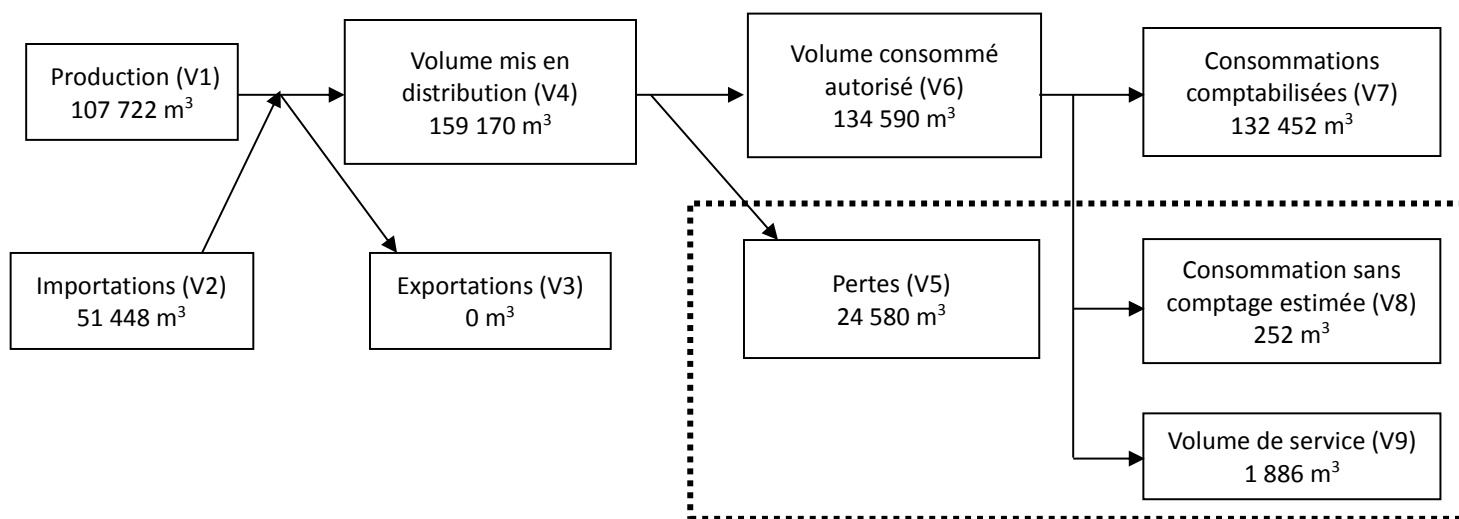 Production (V1)
107 722 m³
Volume mis en
distribution (V4)
159 170 m³
Volume consommé
autorisé (V6)
134 590 m³
Consommations
comptabilisées (V7)
132 452 m³
Importations (V2)
51 448 m³
Exportations (V3)
0 m³
Pertes (V5)
24 580 m³
Consommation sans
comptage estimée (V8)
252 m³
Volume de service (V9)
1 886 m³